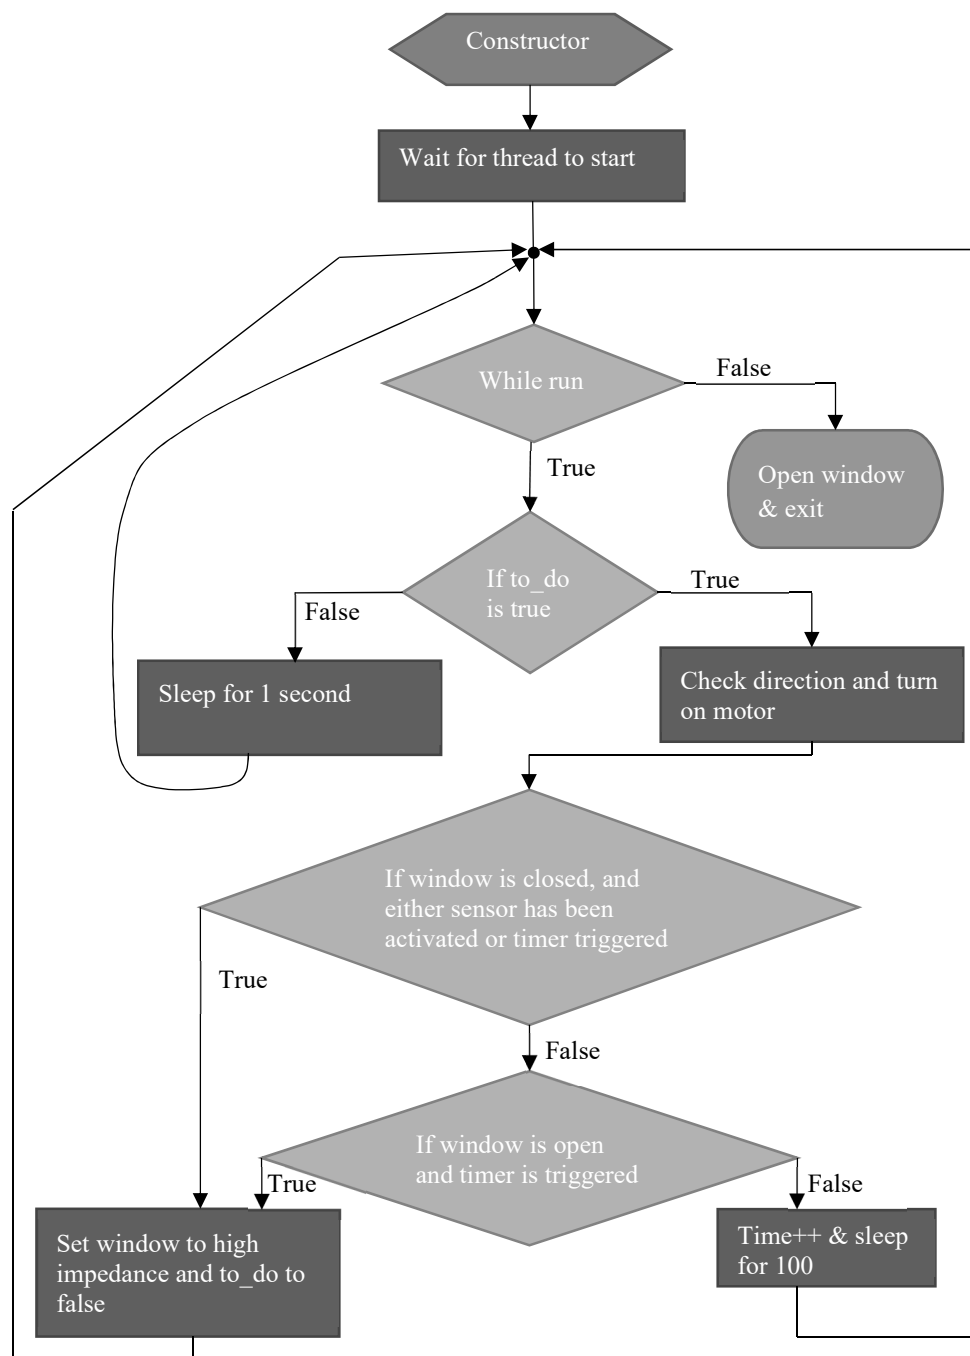 Constructor
Wait for thread to start
While run
False
True
Open window
& exit
If to_do
is true
True
False
Sleep for 1 second
Check direction and turn
on motor
If window is closed, and
either sensor has been
activated or timer triggered
True
False
If window is open
and timer is triggered
True
False
Set window to high
impedance and to_do to
false
Time++ & sleep
for 100